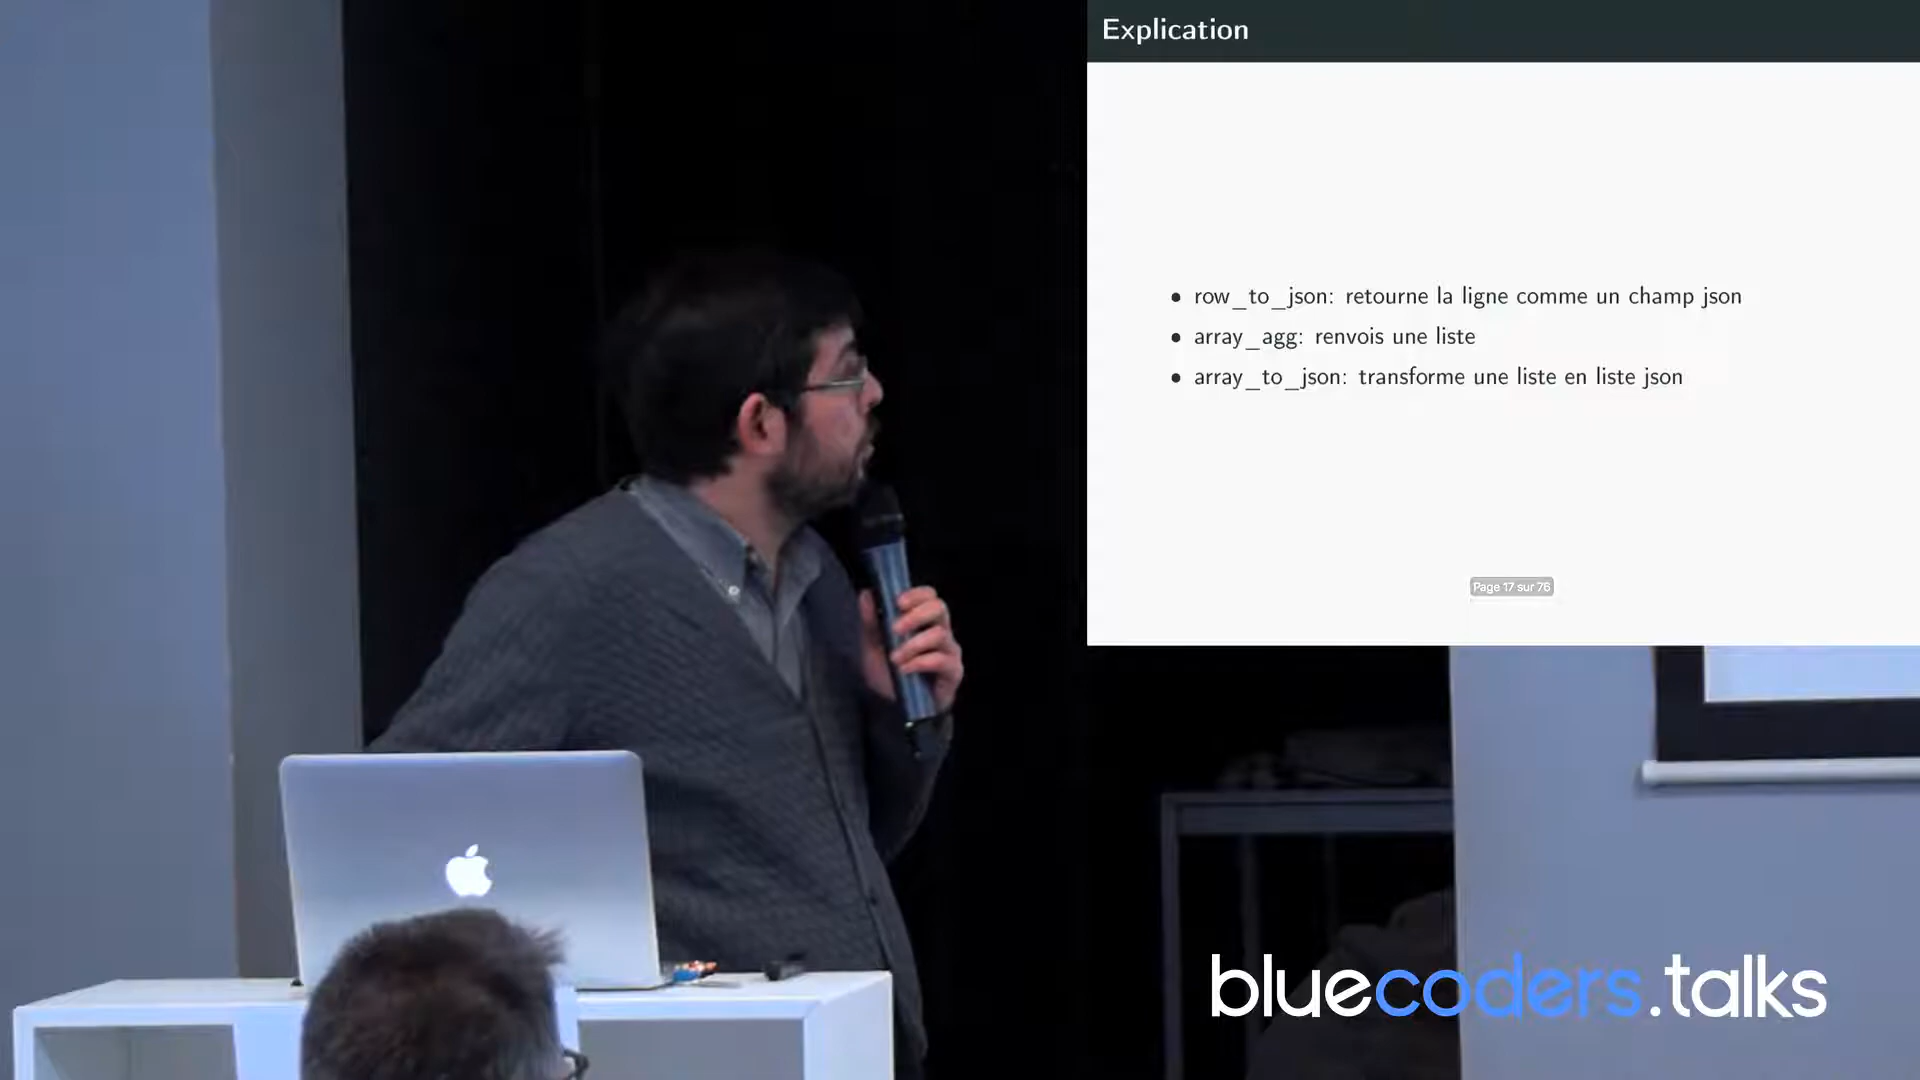 Explication
• row_to_json: retourne la ligne comme un champ json
• array_agg: renvois une liste
• array_to_json: transforme une liste en liste json
Page 17 sur 76
bluecoders.talks